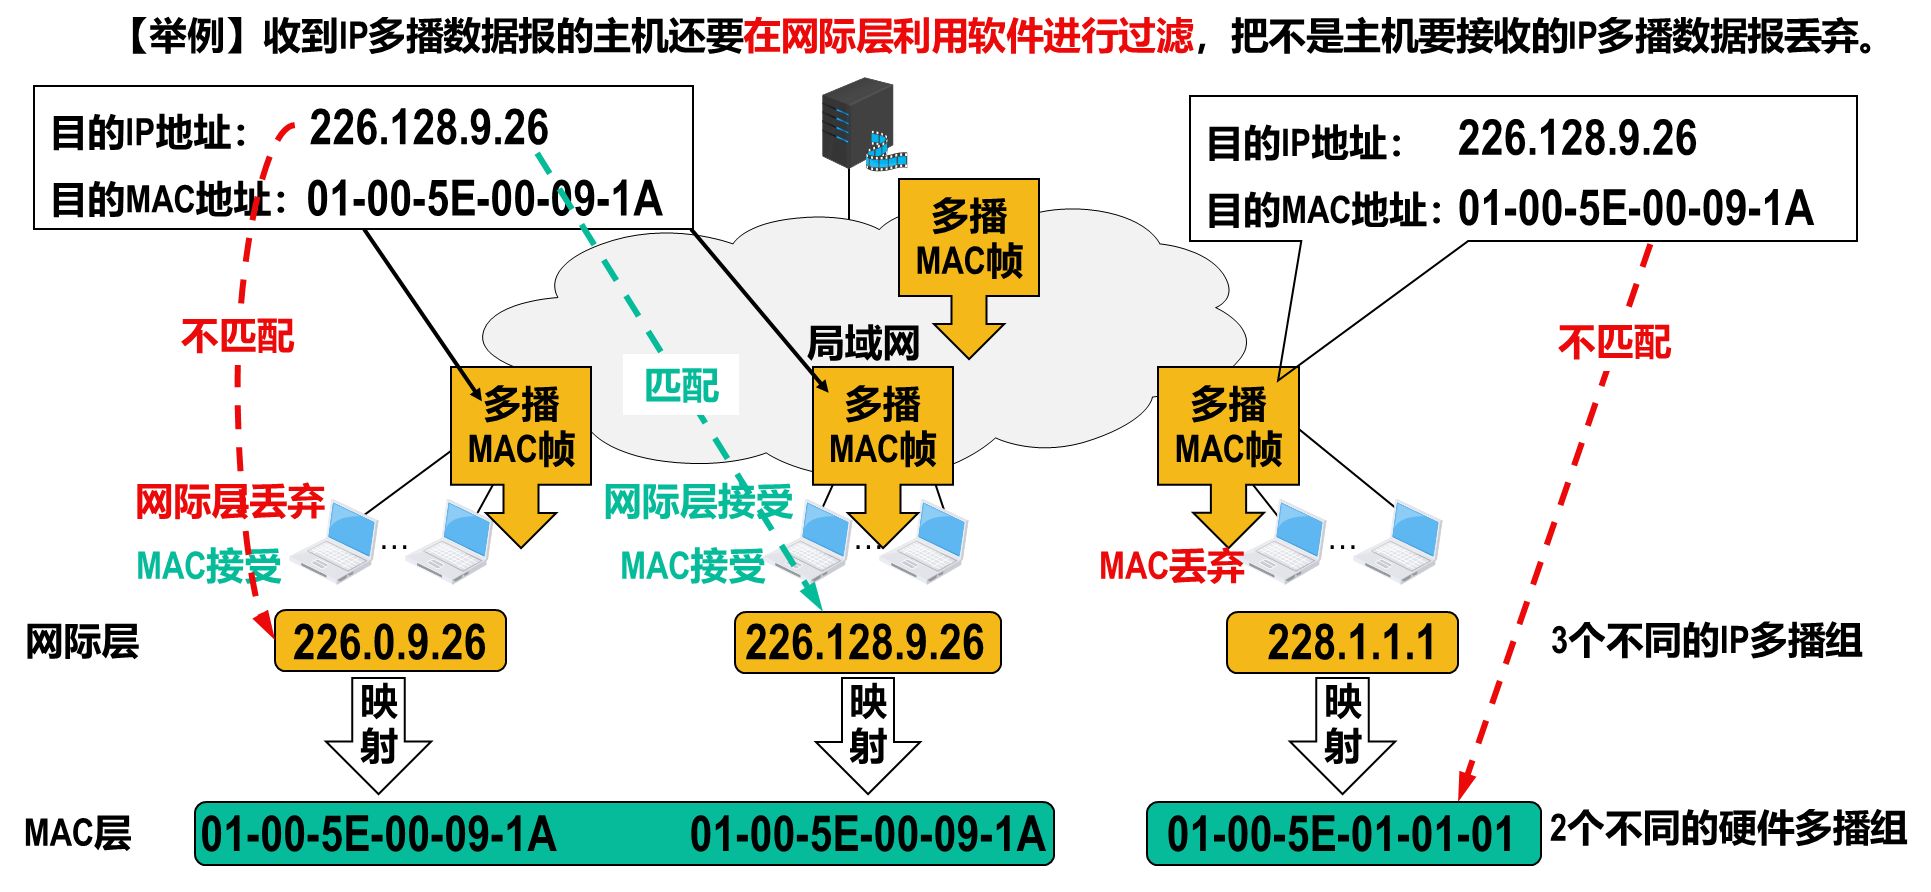 【举例】收到IP多播数据报的主机还要在网际层利用软件进行过滤，把不是主机要接收的IP多播数据报丢弃。
目的IP地址： 226.128.9.26
目的MAC地址：01-00-5E-00-09-1A
目的IP地址： 226.128.9.26
目的MAC地址：01-00-5E-00-09-1A
多播
MAC帧
不匹配
匹配
局域网
不匹配
多播
MAC帧
多播
MAC帧
多播
MAC帧
网际层丢弃
MAC接受
…
网际层接受
MAC接受
…
MAC丢弃
…
网际层
226.0.9.26
226.128.9.26
228.1.1.1
3个不同的IP多播组
映
射
映
射
映
射
MAC层
01-00-5E-00-09-1A
01-00-5E-00-09-1A
01-00-5E-01-01-01
2个不同的硬件多播组